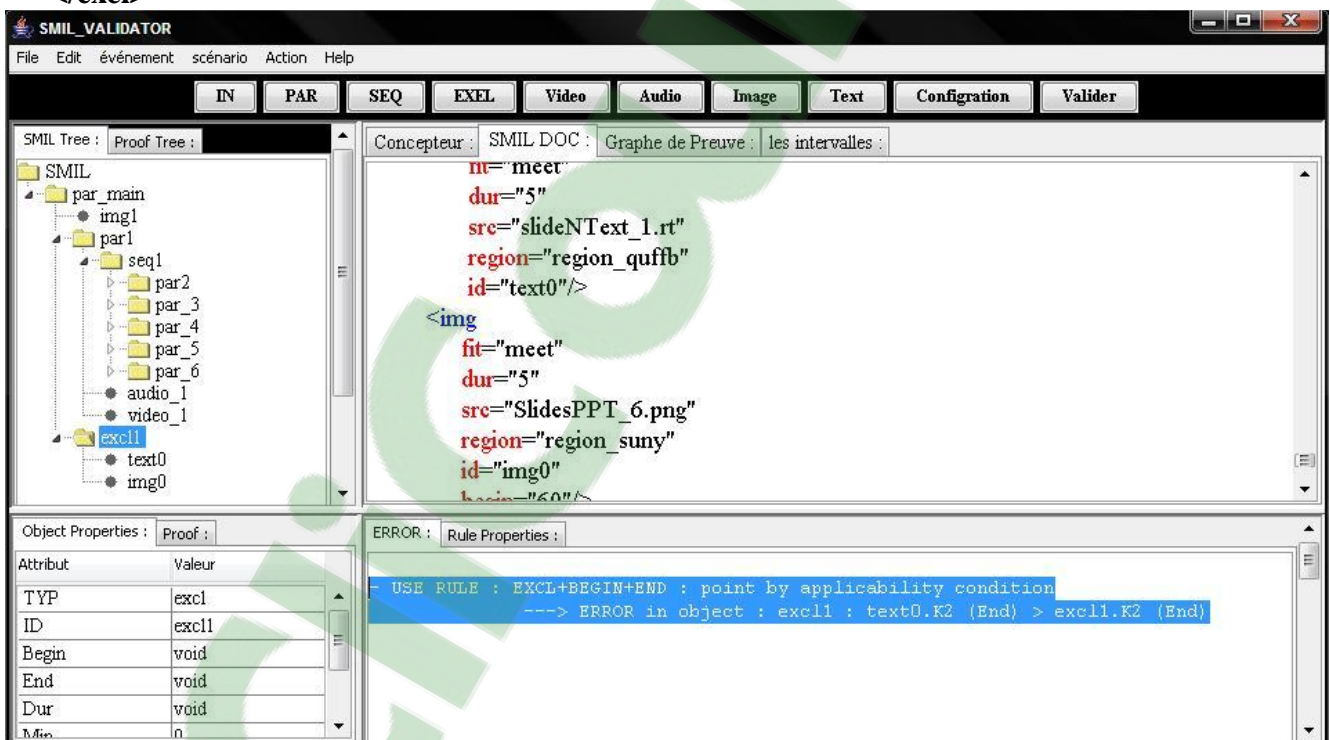 </excl>
SMIL_VALIDATOR
File Edit événement scénario Action Help
IN PAR SEQ EXEL Video Audio Image Text Configration Valider
SMIL Tree : Proof Tree :
SMIL
par_main
img1
par1
seq1
par2
par_3
par_4
par_5
par_6
audio_1
video_1
excl1
text0
img0
Concepteur : SMIL DOC : Graphe de Preuve : les intervalles :
fit="meet"
dur="5"
src="slideNText_1.rt"
region="region_quffb"
id="text0"/>
<img
fit="meet"
dur="5"
src="SlidesPPT_6.png"
region="region_suny"
id="img0"
begin="60"/>
Object Properties : Proof :
Attribut Valeur
TYP excl
ID excl1
Begin void
End void
Dur void
Min 0
ERROR : Rule Properties :
- USE RULE : EXCL+BEGIN+END : point by applicability condition
---> ERROR in object : excl1 : text0.K2 (End) > excl1.K2 (End)